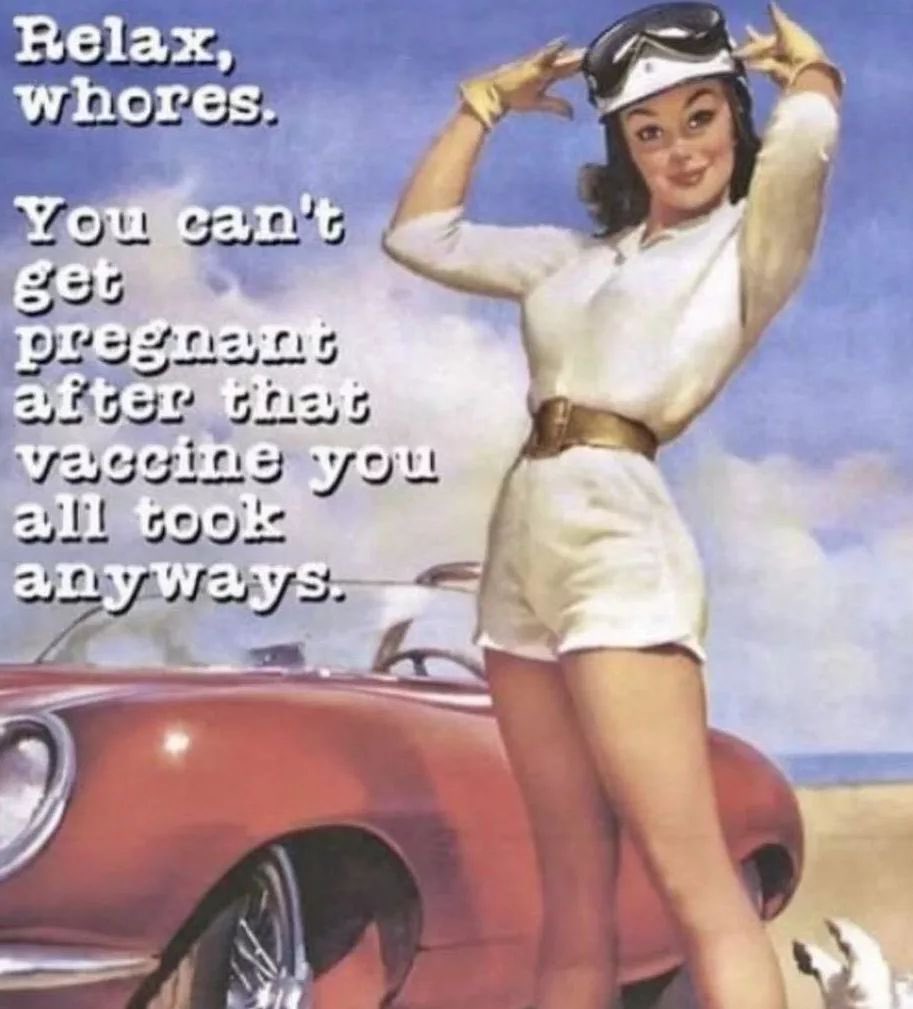 Relax,
whores.
You can't
get
pregnant
after that
vaccine you
all took
anyways.